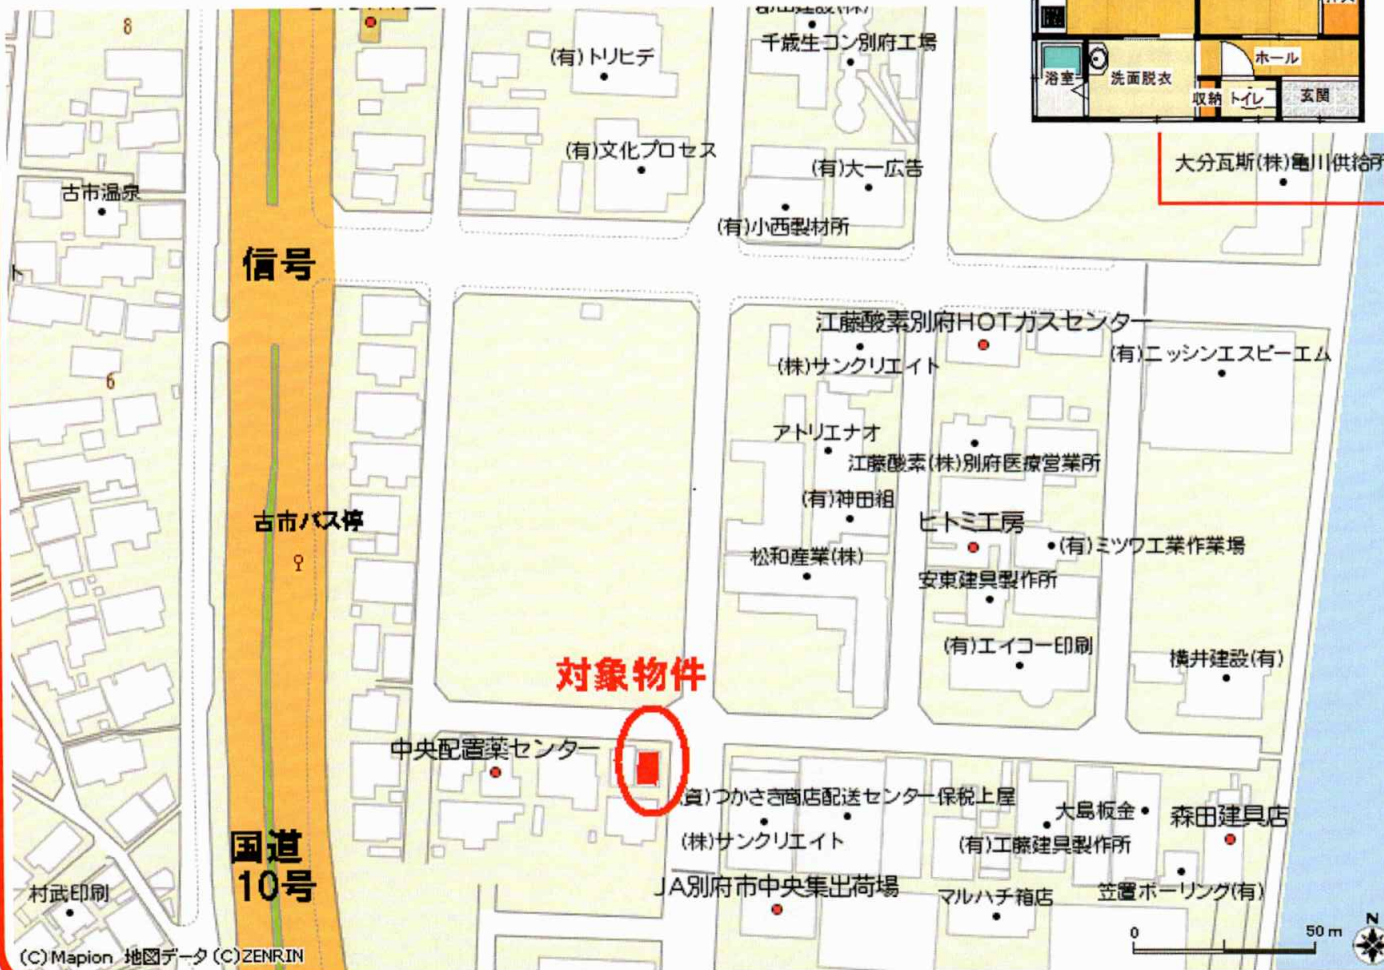 8
千歳生コン別府工場
(有)トリヒデ
ホール
浴室
洗面脱衣
収納
トイレ
玄関
(有)文化プロセス
(有)大一広告
大分瓦斯(株)亀川供給所
古市温泉
(有)小西製材所
信号
ト
江藤酸素別府HOTガスセンター
(株)サンクリエイト
(有)ニッシンエスピーエム
6
アトリエナオ
江藤酸素(株)別府医療営業所
(有)神田組
古市バス停
ヒトミ工房
(有)ミツワ工業作業場
松和産業(株)
安東建具製作所
(有)エイコー印刷
横井建設(有)
対象物件
中央配置薬センター
資)つかさき商店配送センター保税上屋
大島板金
森田建具店
(株)サンクリエイト
(有)工藤建具製作所
国道
10号
村武印刷
JA別府市中央集出荷場
マルハチ箱店
笠置ボーリング(有)
0
50m
N
(C)Mapion 地図データ(C)ZENRIN